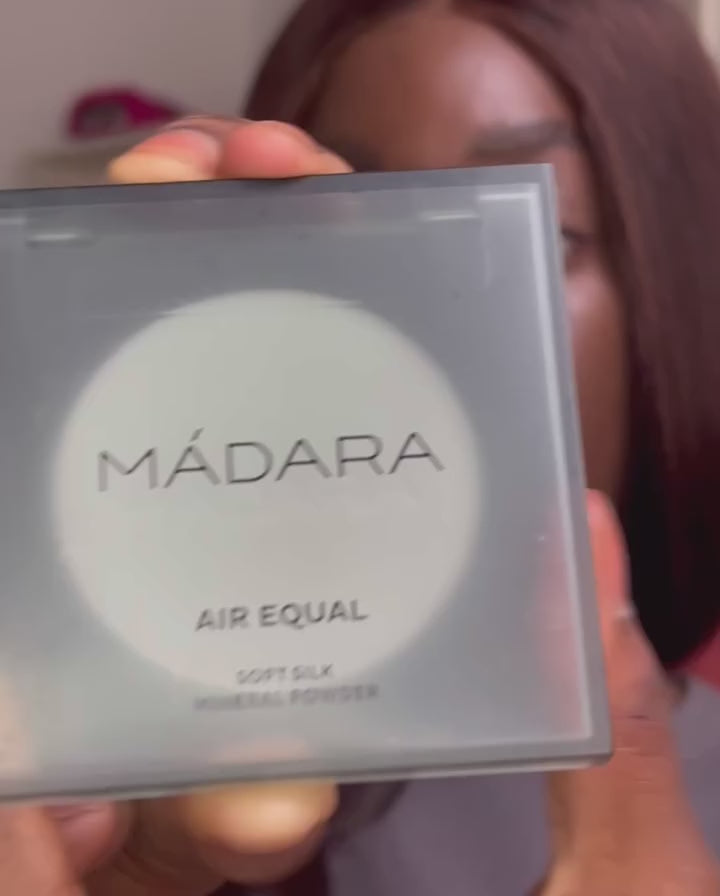 MÁDARA
AIR EQUAL
SOFT SILK
MINERAL POWDER